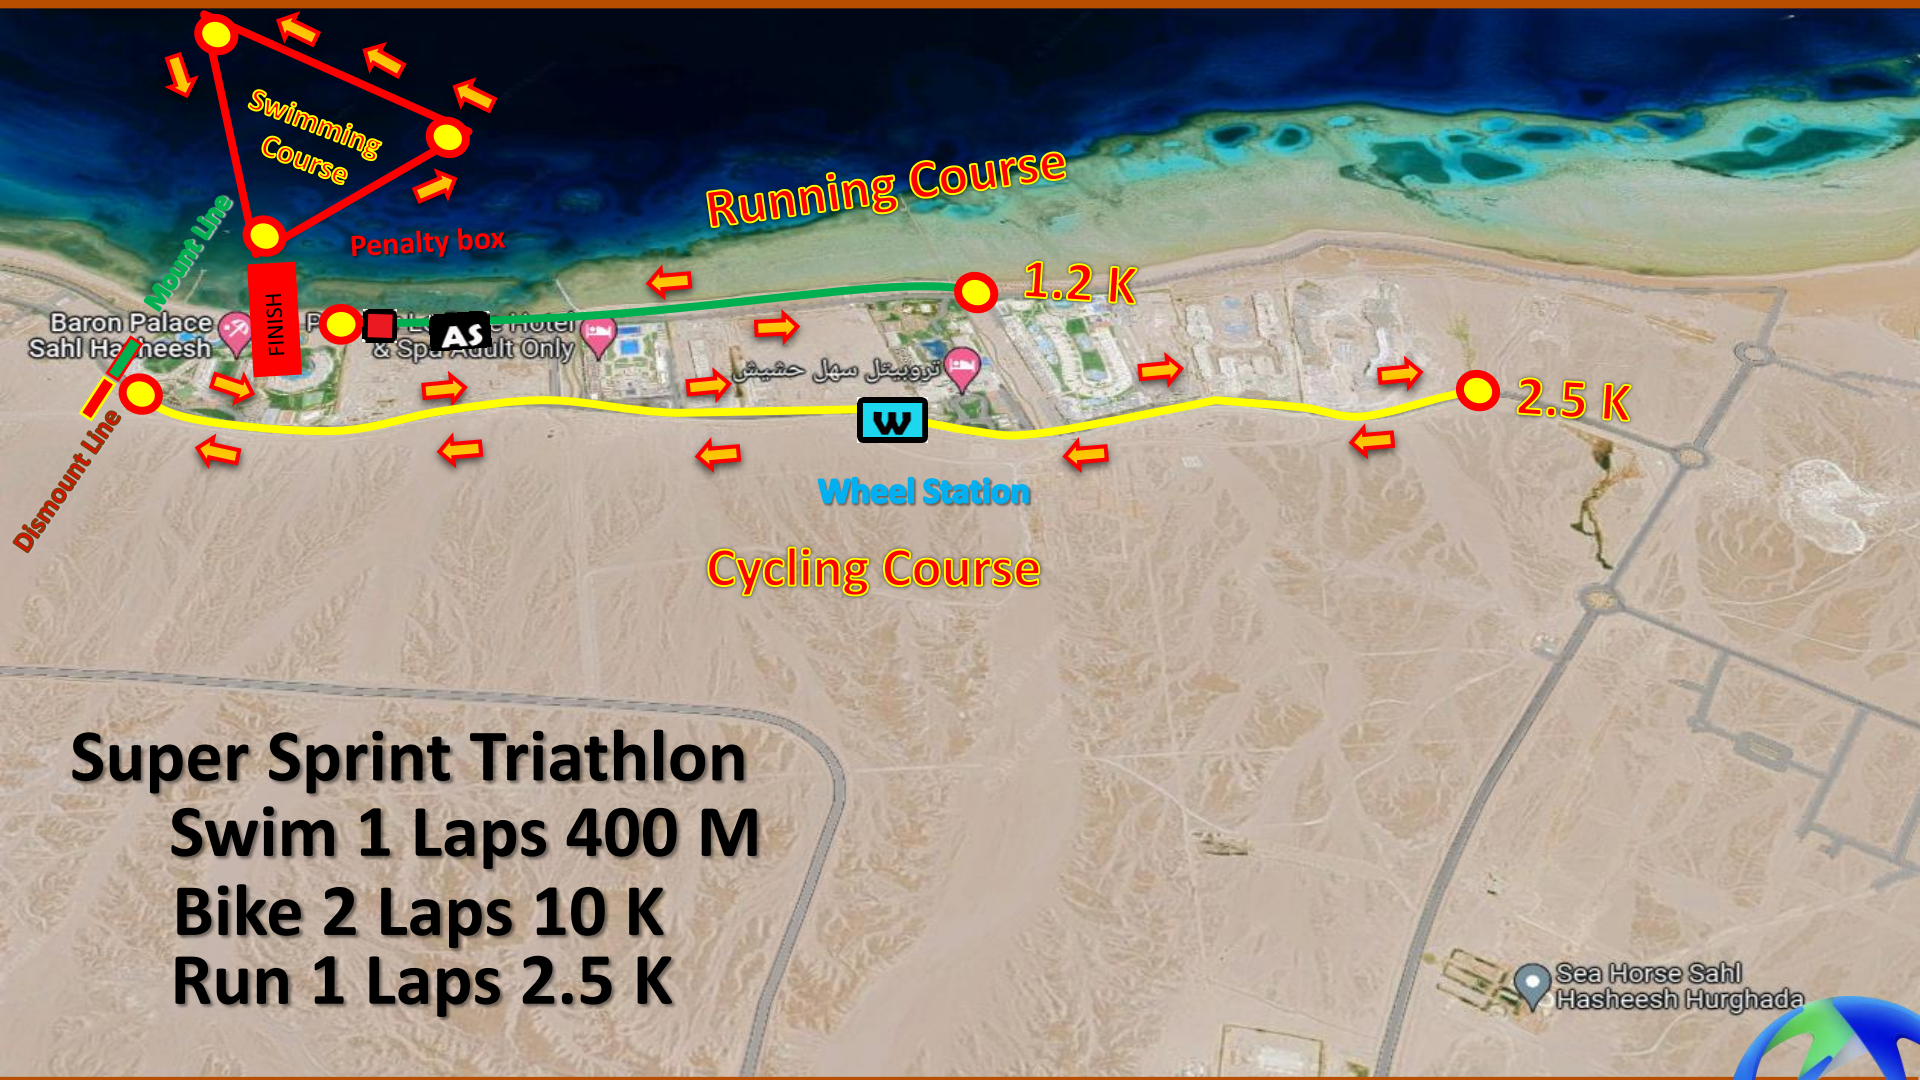 Swimming
Course
Running Course
Mount Line
Penalty box
1.2 K
FINISH
Baron Palace
Sahl Hasheesh
AS
Hotel
& Spa Adult Only
تروبيتل سهل حشيش
2.5 K
W
Dismount Line
Wheel Station
Cycling Course
Super Sprint Triathlon
Swim 1 Laps 400 M
Bike 2 Laps 10 K
Run 1 Laps 2.5 K
Sea Horse Sahl
Hasheesh Hurghada